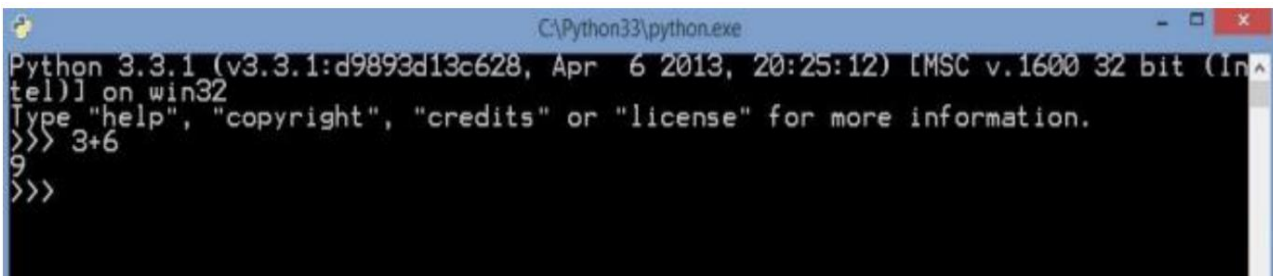 C:\Python33\python.exe
Python 3.3.1 (v3.3.1:d9893d13c628, Apr  6 2013, 20:25:12) [MSC v.1600 32 bit (In
tel)] on win32
Type "help", "copyright", "credits" or "license" for more information.
>>> 3+6
9
>>>